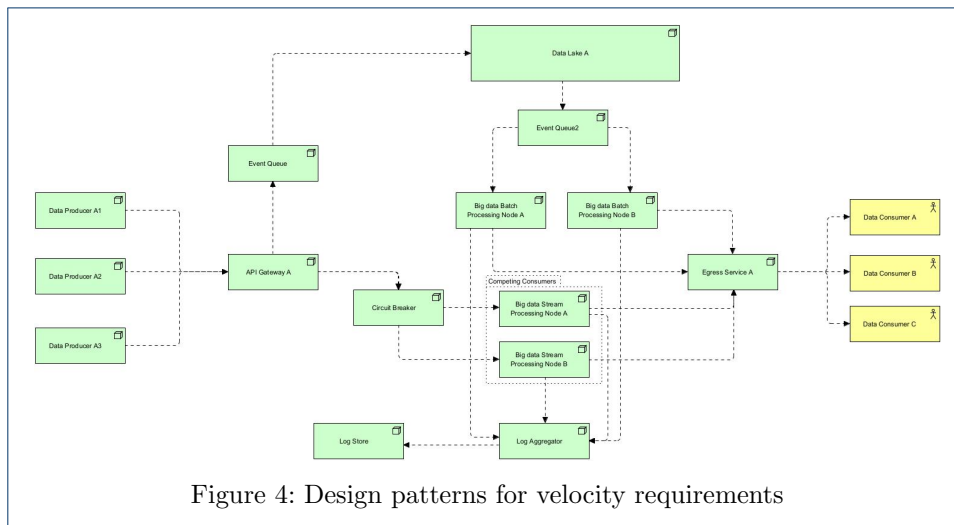 Data Lake A
Event Queue2
Event Queue
Big data Batch
Processing Node A
Big data Batch
Processing Node B
Data Producer A1
Data Consumer A
Data Producer A2
API Gateway A
Egress Service A
Data Consumer B
Competing Consumers
Circuit Breaker
Big data Stream
Processing Node A
Data Consumer C
Data Producer A3
Big data Stream
Processing Node B
Log Store
Log Aggregator
Figure 4: Design patterns for velocity requirements